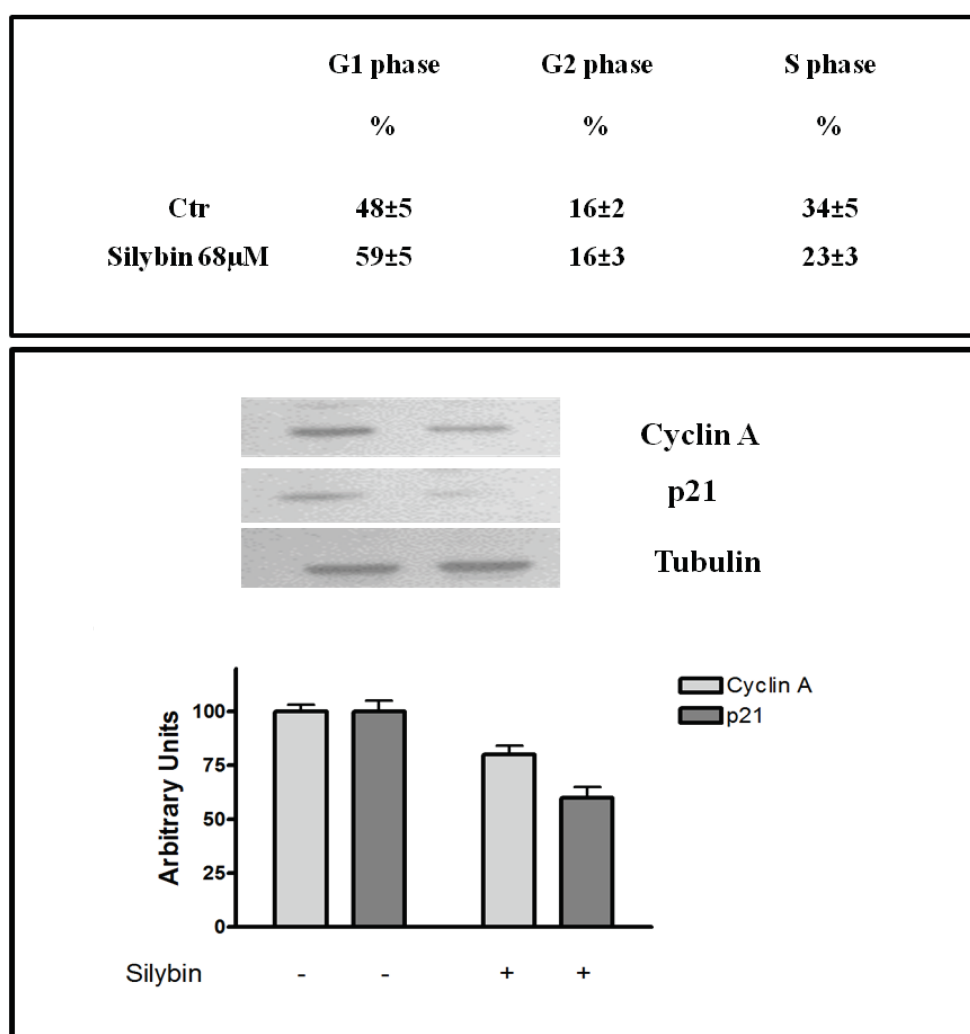 G1 phase G2 phase S phase
% % %
Ctr 48±5 16±2 34±5
Silybin 68µM 59±5 16±3 23±3
Cyclin A
p21
Tubulin
Cyclin A
p21
Arbitrary Units
100
75
50
25
0
Silybin - - + +